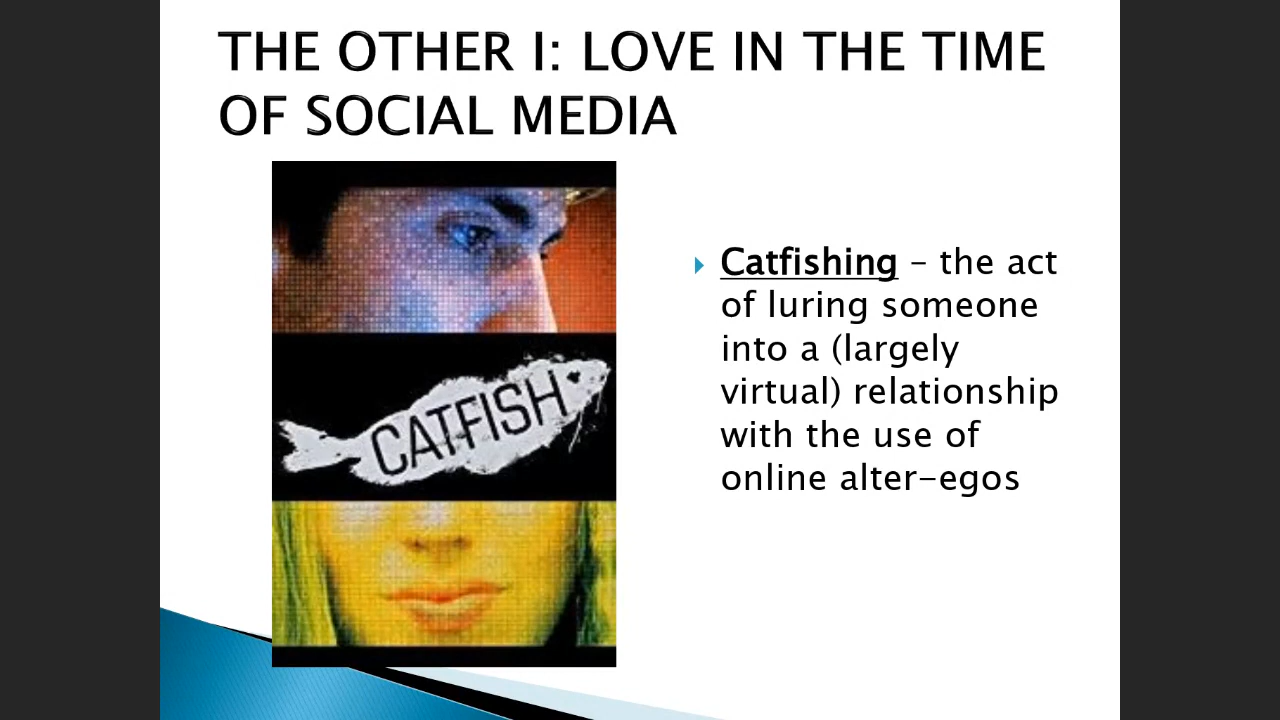 THE OTHER I: LOVE IN THE TIME
OF SOCIAL MEDIA
CATFISH
Catfishing – the act
of luring someone
into a (largely
virtual) relationship
with the use of
online alter-egos